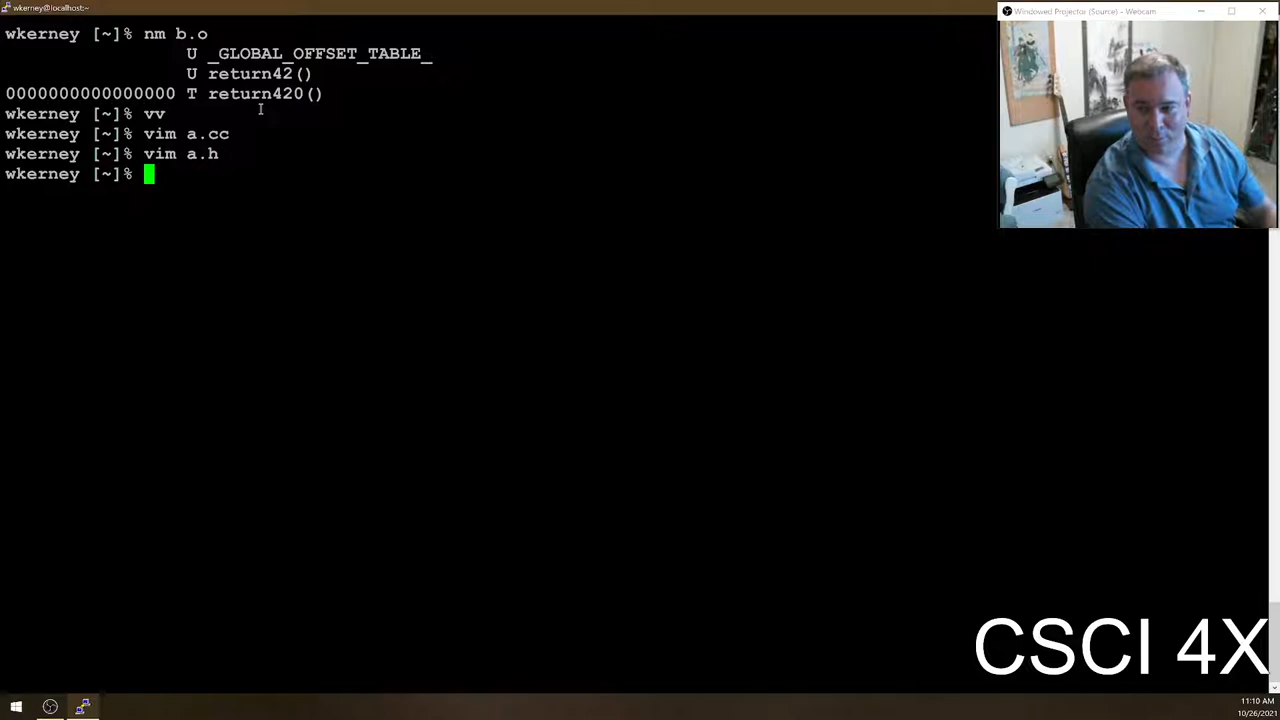 wkerney@localhost:~
wkerney [~]% nm b.o
U _GLOBAL_OFFSET_TABLE_
U return42()
0000000000000000 T return420()
wkerney [~]% vv
wkerney [~]% vim a.cc
wkerney [~]% vim a.h
wkerney [~]%
Windowed Projector (Source) - Webcam
CSCI 4X
11:10 AM
10/26/2021